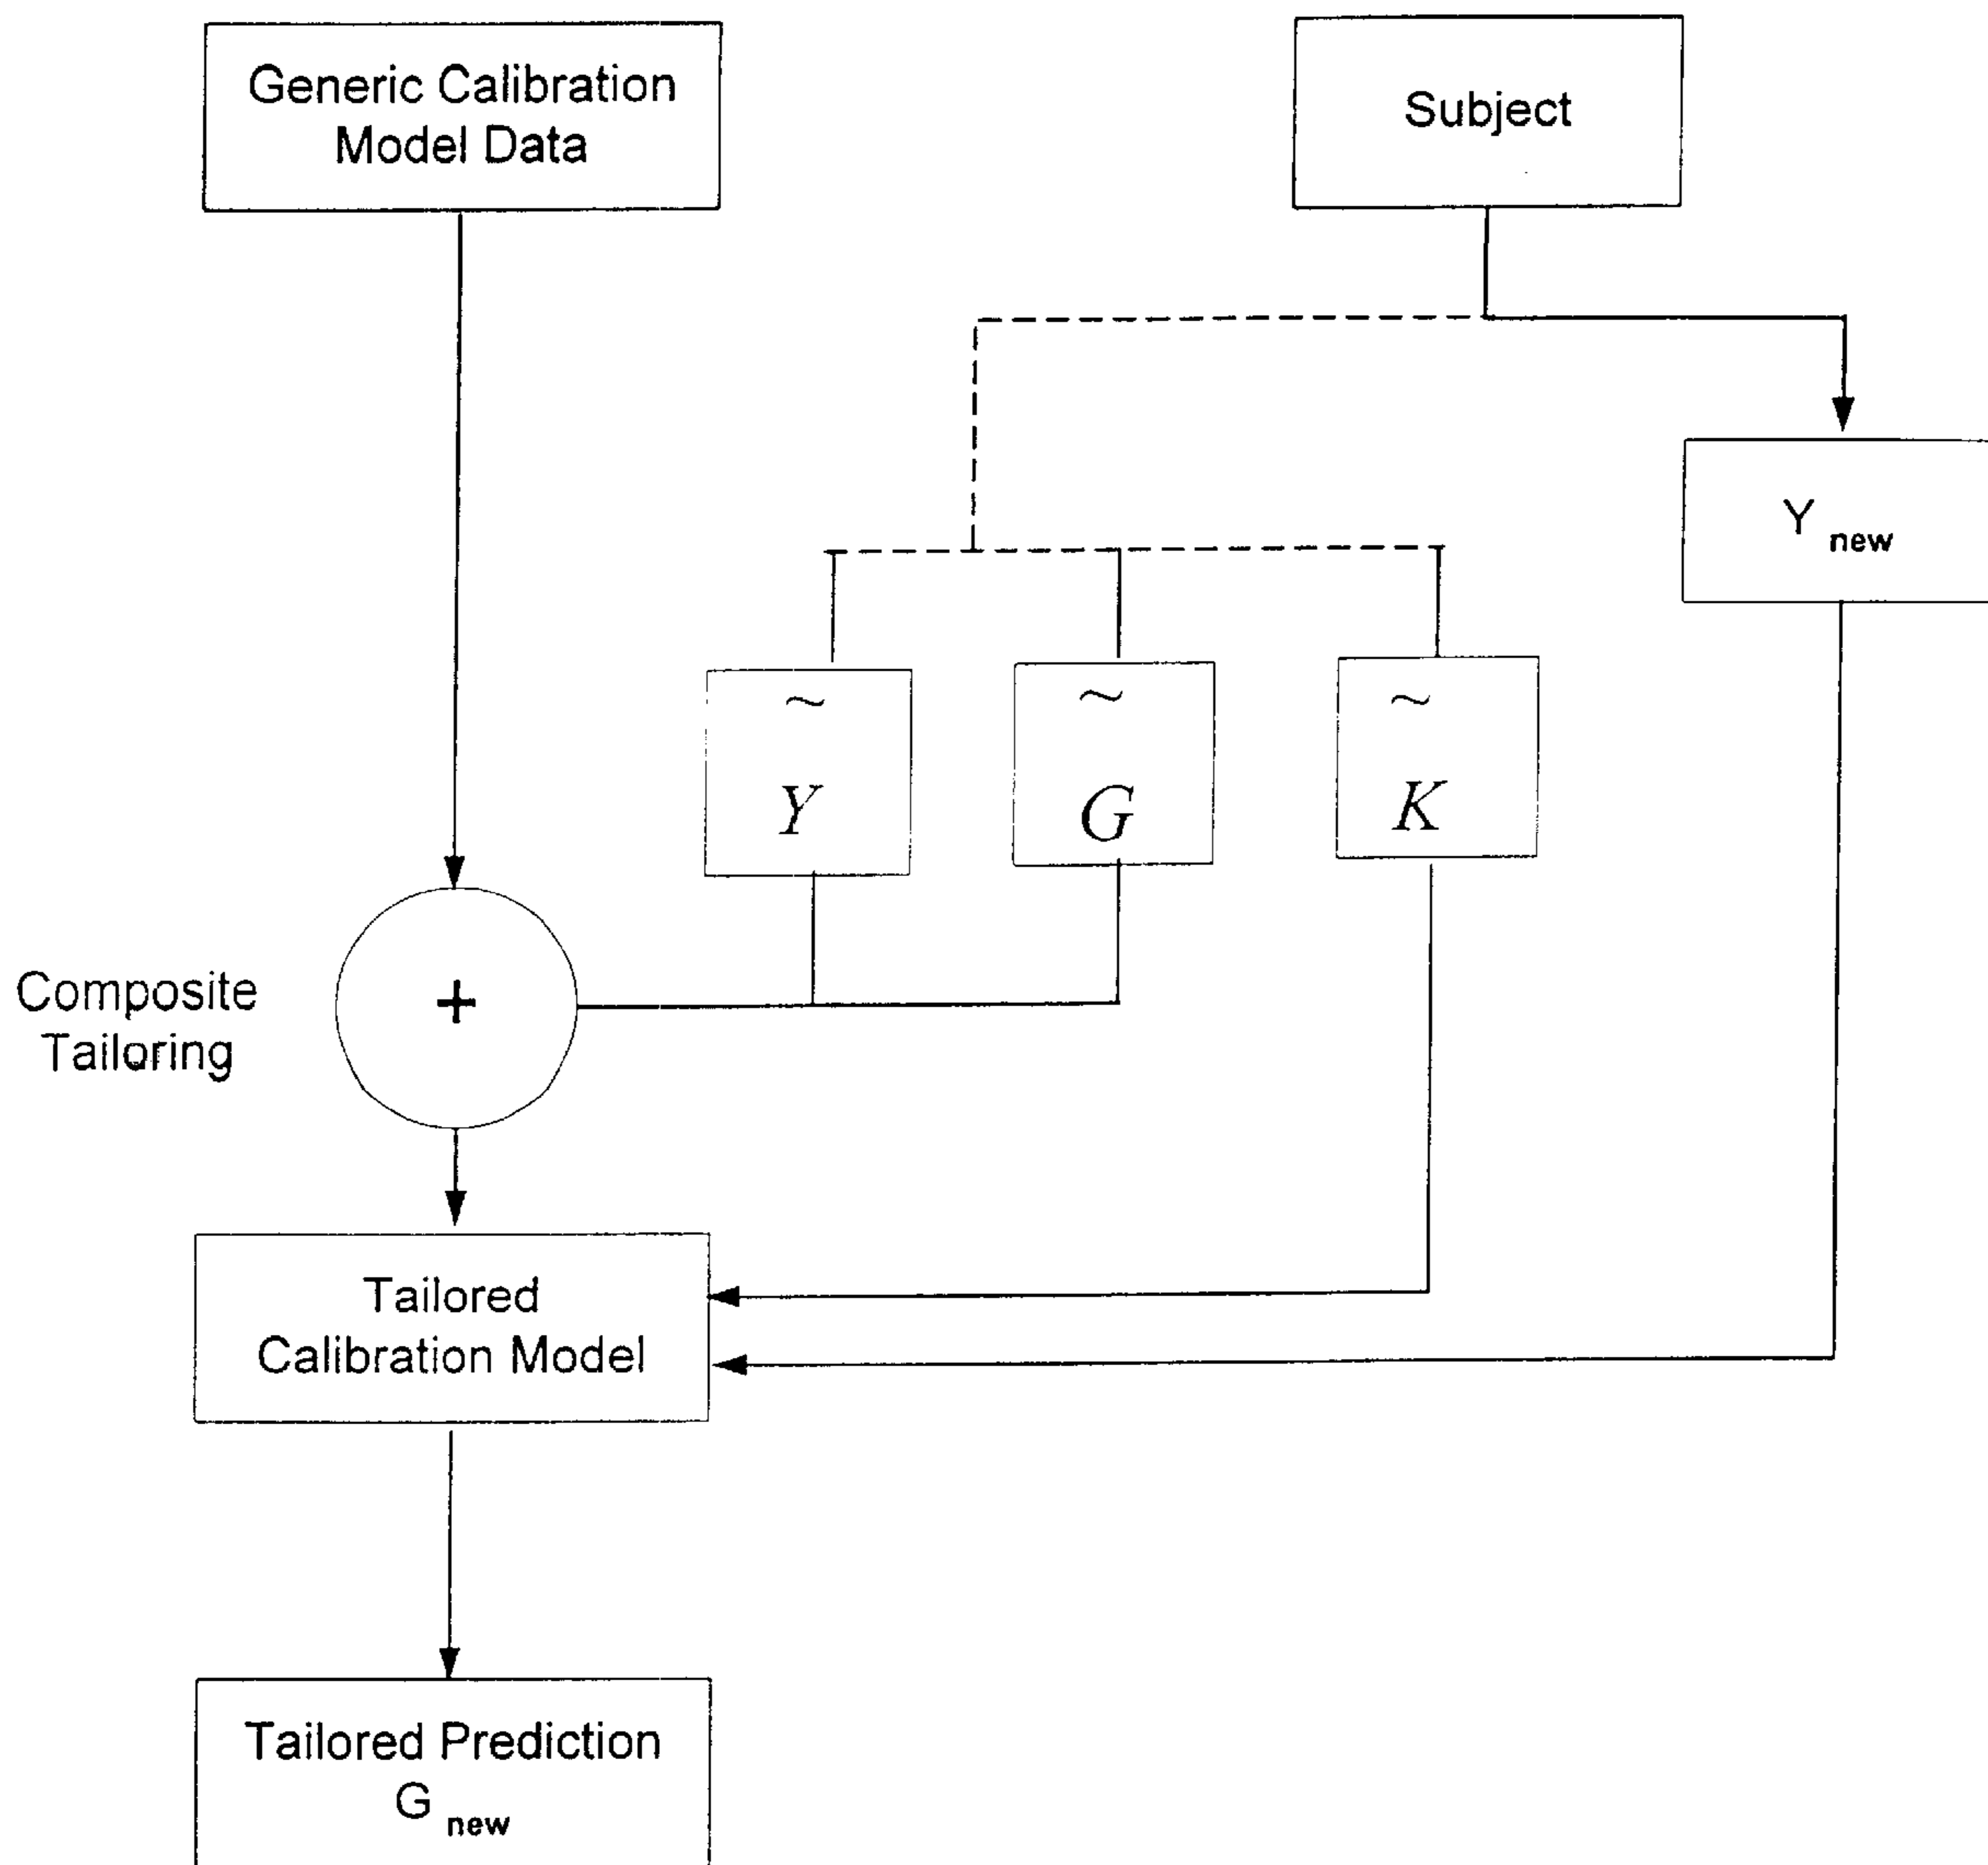 Generic Calibration
Model Data
Subject
Y new
~ ~ ~
Y G K
Composite
Tailoring
+
Tailored
Calibration Model
Tailored Prediction
G new